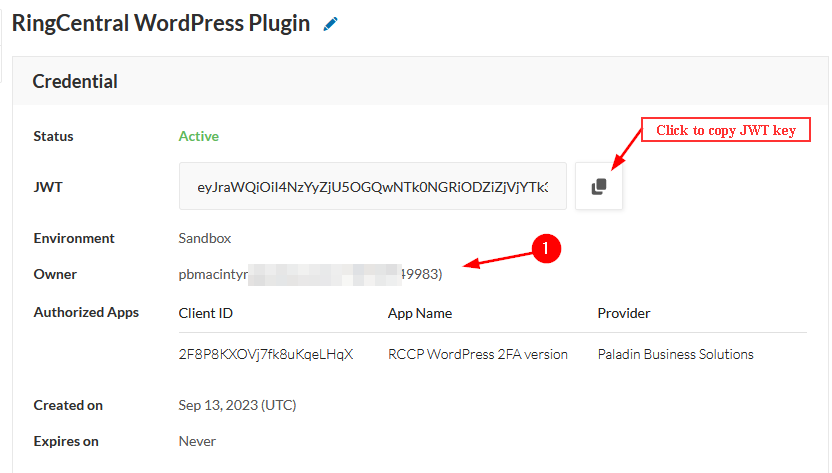 RingCentral WordPress Plugin
Credential
Status Active
Click to copy JWT key
JWT eyJraWQiOiI4NzYyZjU5OGQwNTk0NGRiODZiZjVjYTk3
Environment Sandbox
1
Owner pbmacintyr 49983)
Authorized Apps Client ID App Name Provider
2F8P8KXOVj7fk8uKqeLHqX RCCP WordPress 2FA version Paladin Business Solutions
Created on Sep 13, 2023 (UTC)
Expires on Never